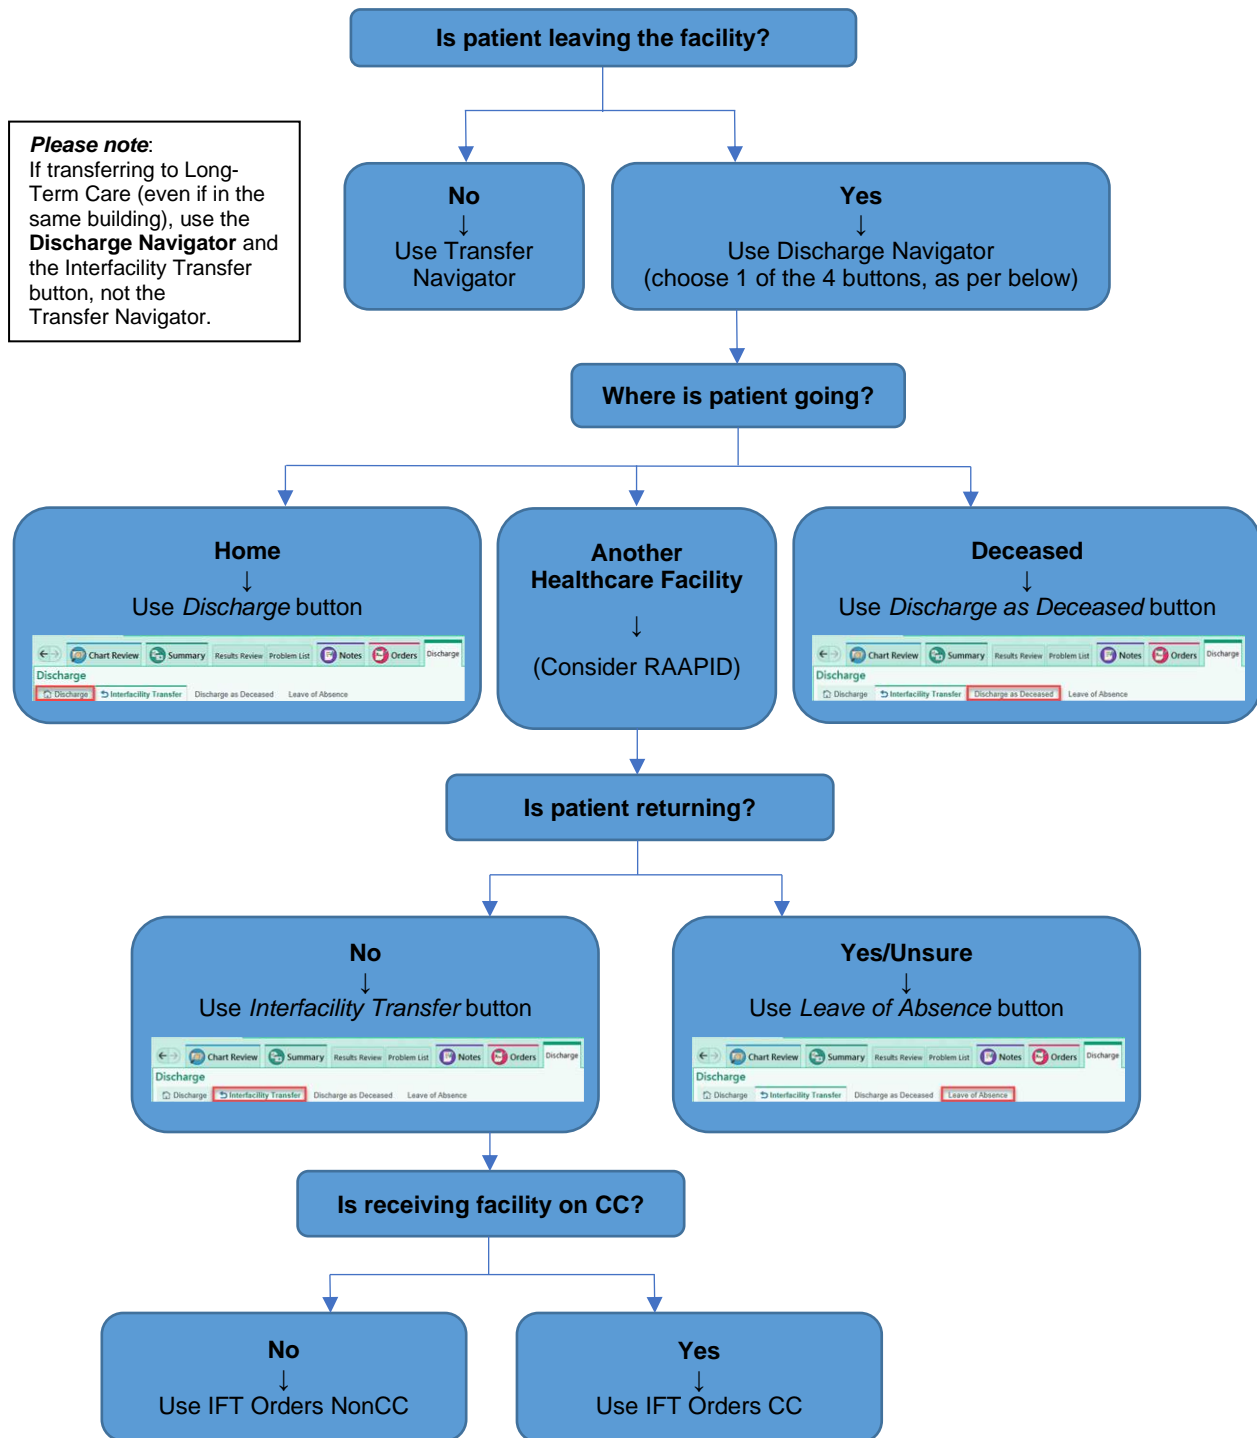 Is patient leaving the facility?
Please note:
If transferring to Long-
Term Care (even if in the
same building), use the
Discharge Navigator and
the Interfacility Transfer
button, not the
Transfer Navigator.
No
↓
Use Transfer
Navigator
Yes
↓
Use Discharge Navigator
(choose 1 of the 4 buttons, as per below)
Where is patient going?
Home
↓
Use Discharge button
Chart Review Summary Results Review Problem List Notes Orders Discharge
Discharge
Discharge Interfacility Transfer Discharge as Deceased Leave of Absence
Another
Healthcare Facility
↓
(Consider RAAPID)
Deceased
↓
Use Discharge as Deceased button
Chart Review Summary Results Review Problem List Notes Orders Discharge
Discharge
Discharge Interfacility Transfer Discharge as Deceased Leave of Absence
Is patient returning?
No
↓
Use Interfacility Transfer button
Chart Review Summary Results Review Problem List Notes Orders Discharge
Discharge
Discharge Interfacility Transfer Discharge as Deceased Leave of Absence
Yes/Unsure
↓
Use Leave of Absence button
Chart Review Summary Results Review Problem List Notes Orders Discharge
Discharge
Discharge Interfacility Transfer Discharge as Deceased Leave of Absence
Is receiving facility on CC?
No
↓
Use IFT Orders NonCC
Yes
↓
Use IFT Orders CC